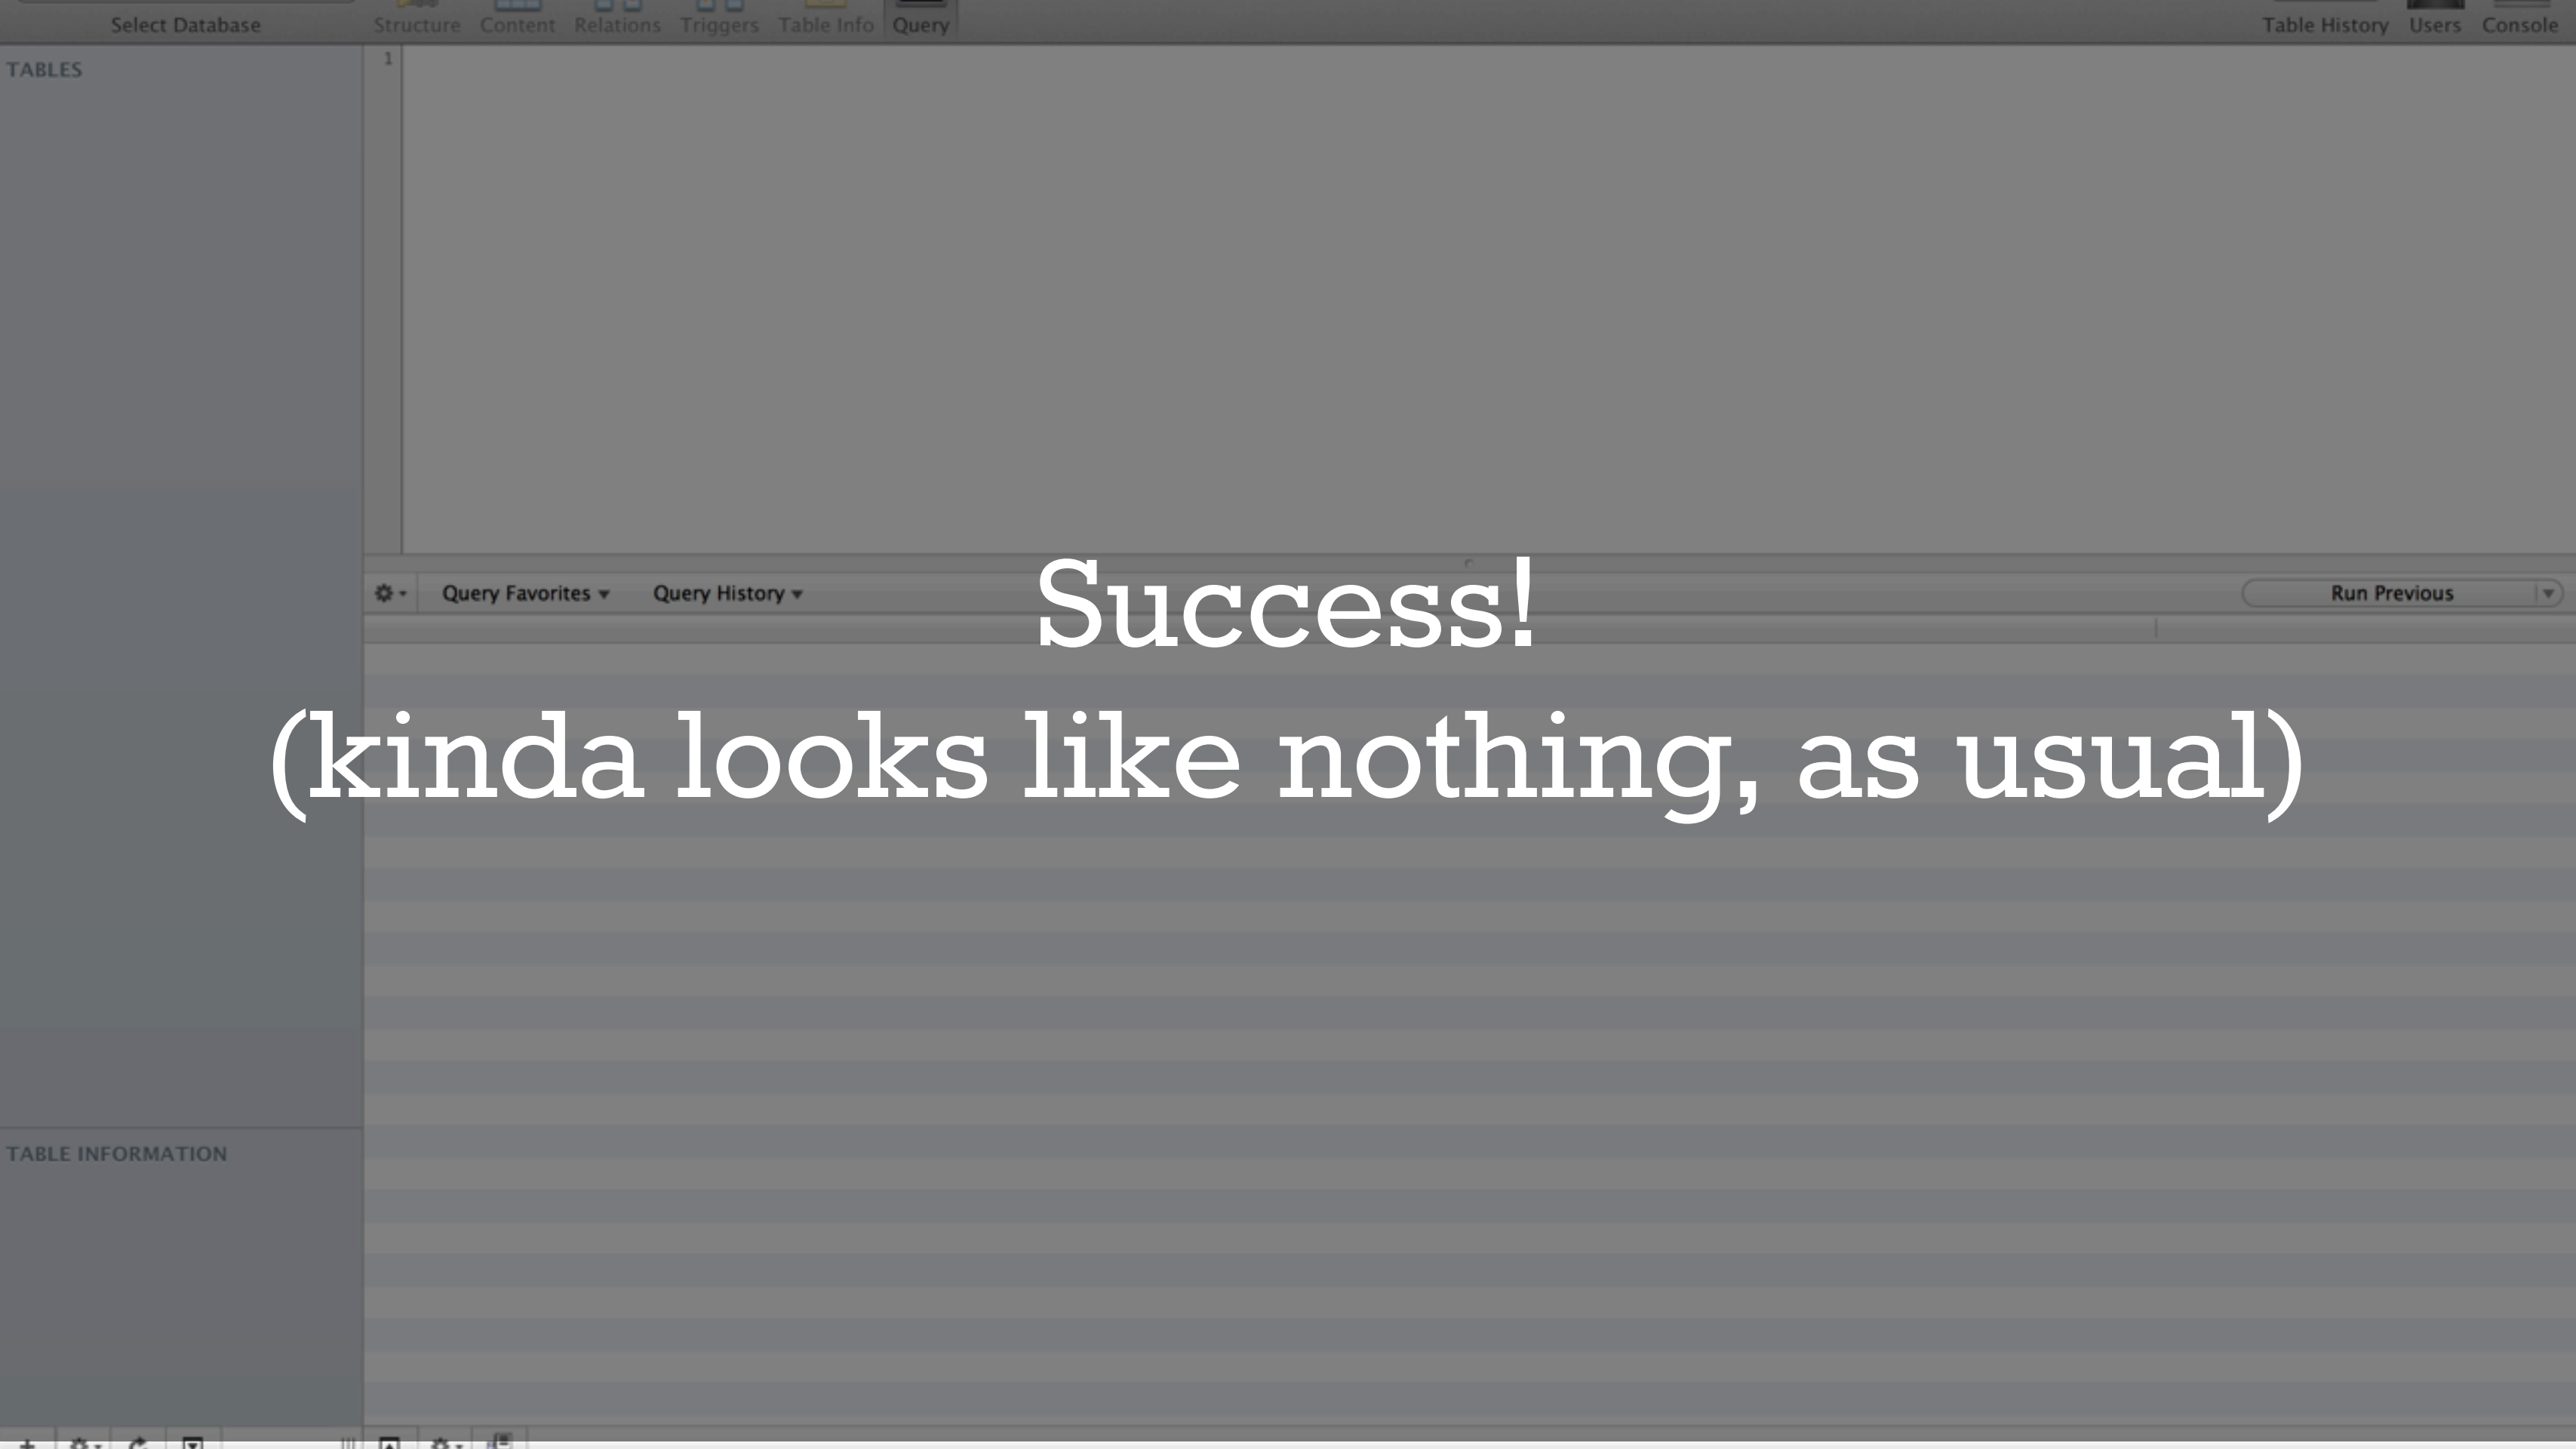 Select Database
Structure Content Relations Triggers Table Info Query
Table History Users Console
TABLES
1
Query Favorites
Query History
Run Previous
Success!
(kinda looks like nothing, as usual)
TABLE INFORMATION